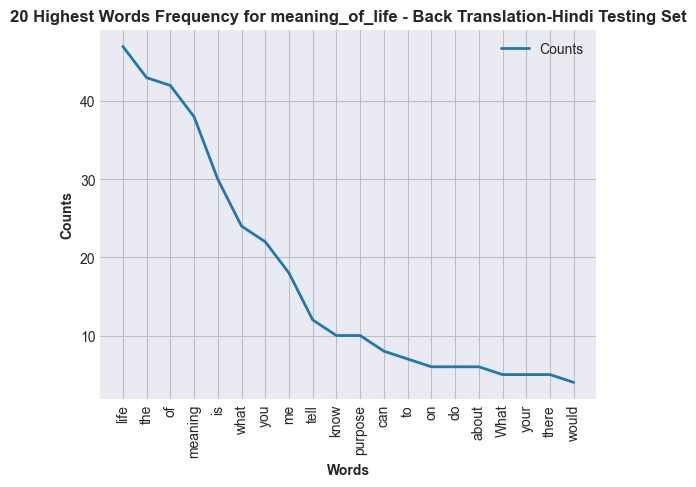 20 Highest Words Frequency for meaning_of_life - Back Translation-Hindi Testing Set
Counts
40
30
20
10
Counts
life
the
of
meaning
is
what
you
me
tell
know
purpose
can
to
on
do
about
What
your
there
would
Words